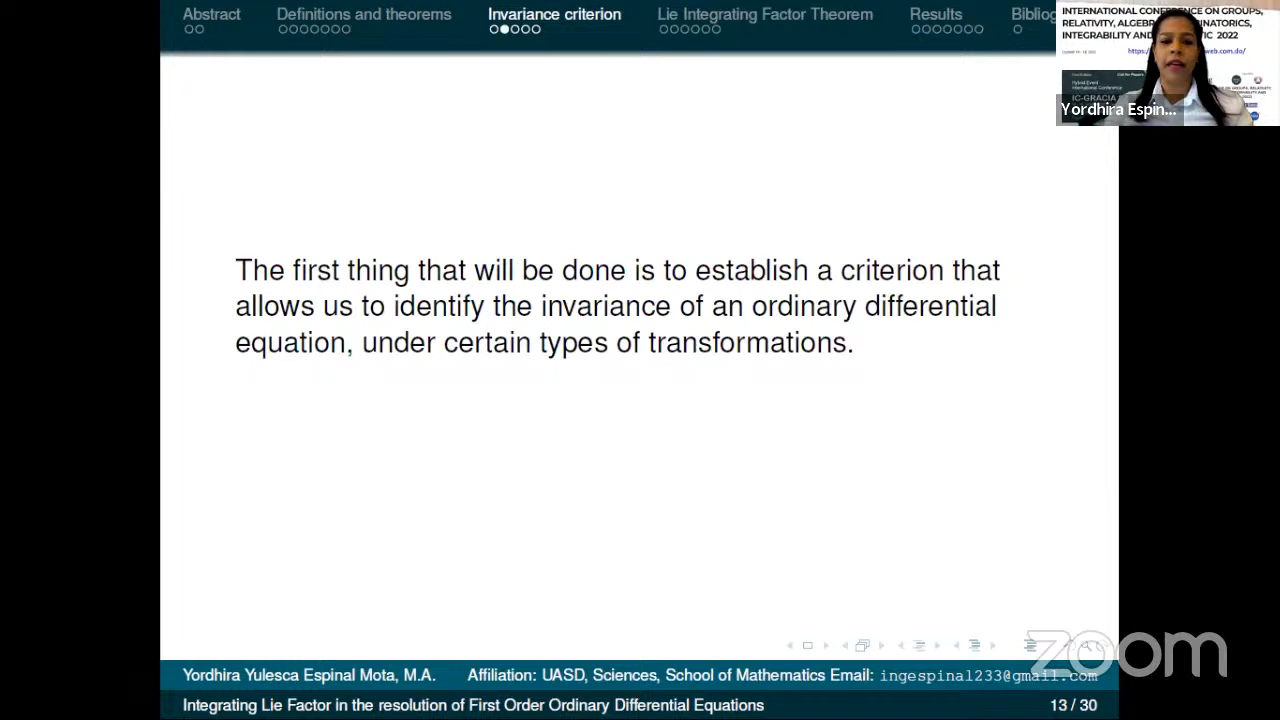 Abstract Definitions and theorems Invariance criterion Lie Integrating Factor Theorem Results Bibliog
INTERNATIONAL CONFERENCE ON GROUPS,
RELATIVITY, ALGEB
INTEGRABILITY AND 2022
Yordhira Espin...
The first thing that will be done is to establish a criterion that
allows us to identify the invariance of an ordinary differential
equation, under certain types of transformations.
zoom
Yordhira Yulesca Espinal Mota, M.A. Affiliation: UASD, Sciences, School of Mathematics Email: ingespinal233@gmail.com
Integrating Lie Factor in the resolution of First Order Ordinary Differential Equations 13 / 30